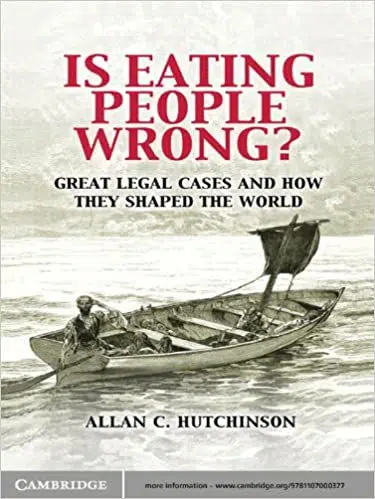 IS EATING
PEOPLE
WRONG?
GREAT LEGAL CASES AND HOW
THEY SHAPED THE WORLD
ALLAN C. HUTCHINSON
CAMBRIDGE
more information – www.cambridge.org/9781107000377